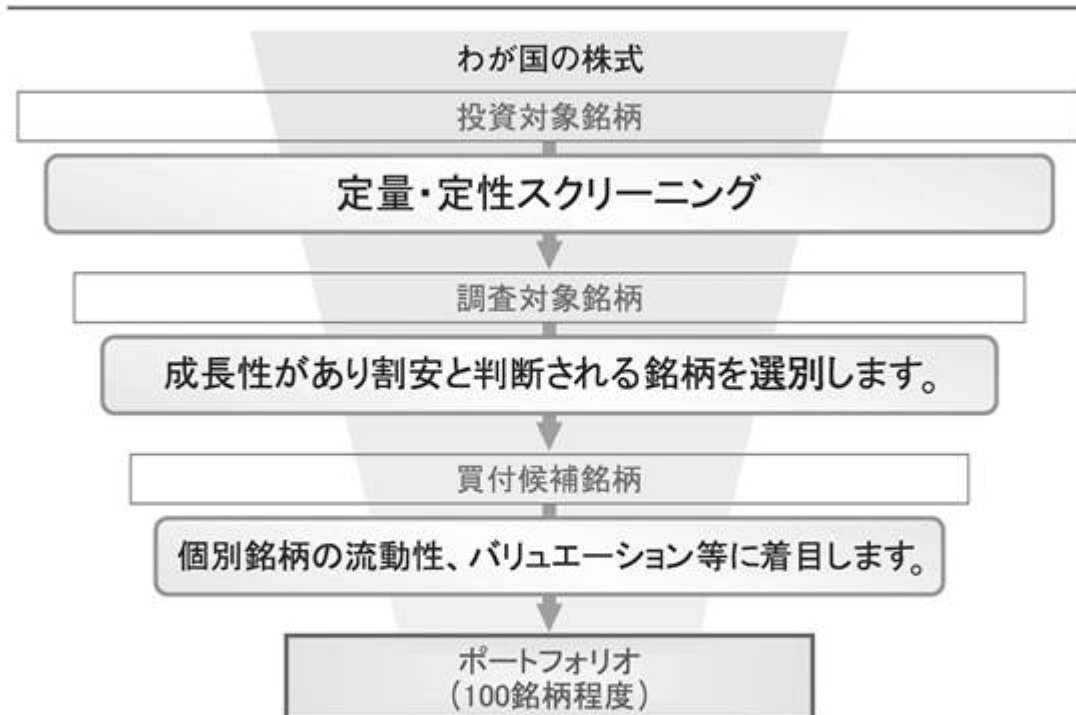 わが国の株式
投資対象銘柄
定量・定性スクリーニング
調査対象銘柄
成長性があり割安と判断される銘柄を選別します。
買付候補銘柄
個別銘柄の流動性、バリュエーション等に着目します。
ポートフォリオ
(100銘柄程度)